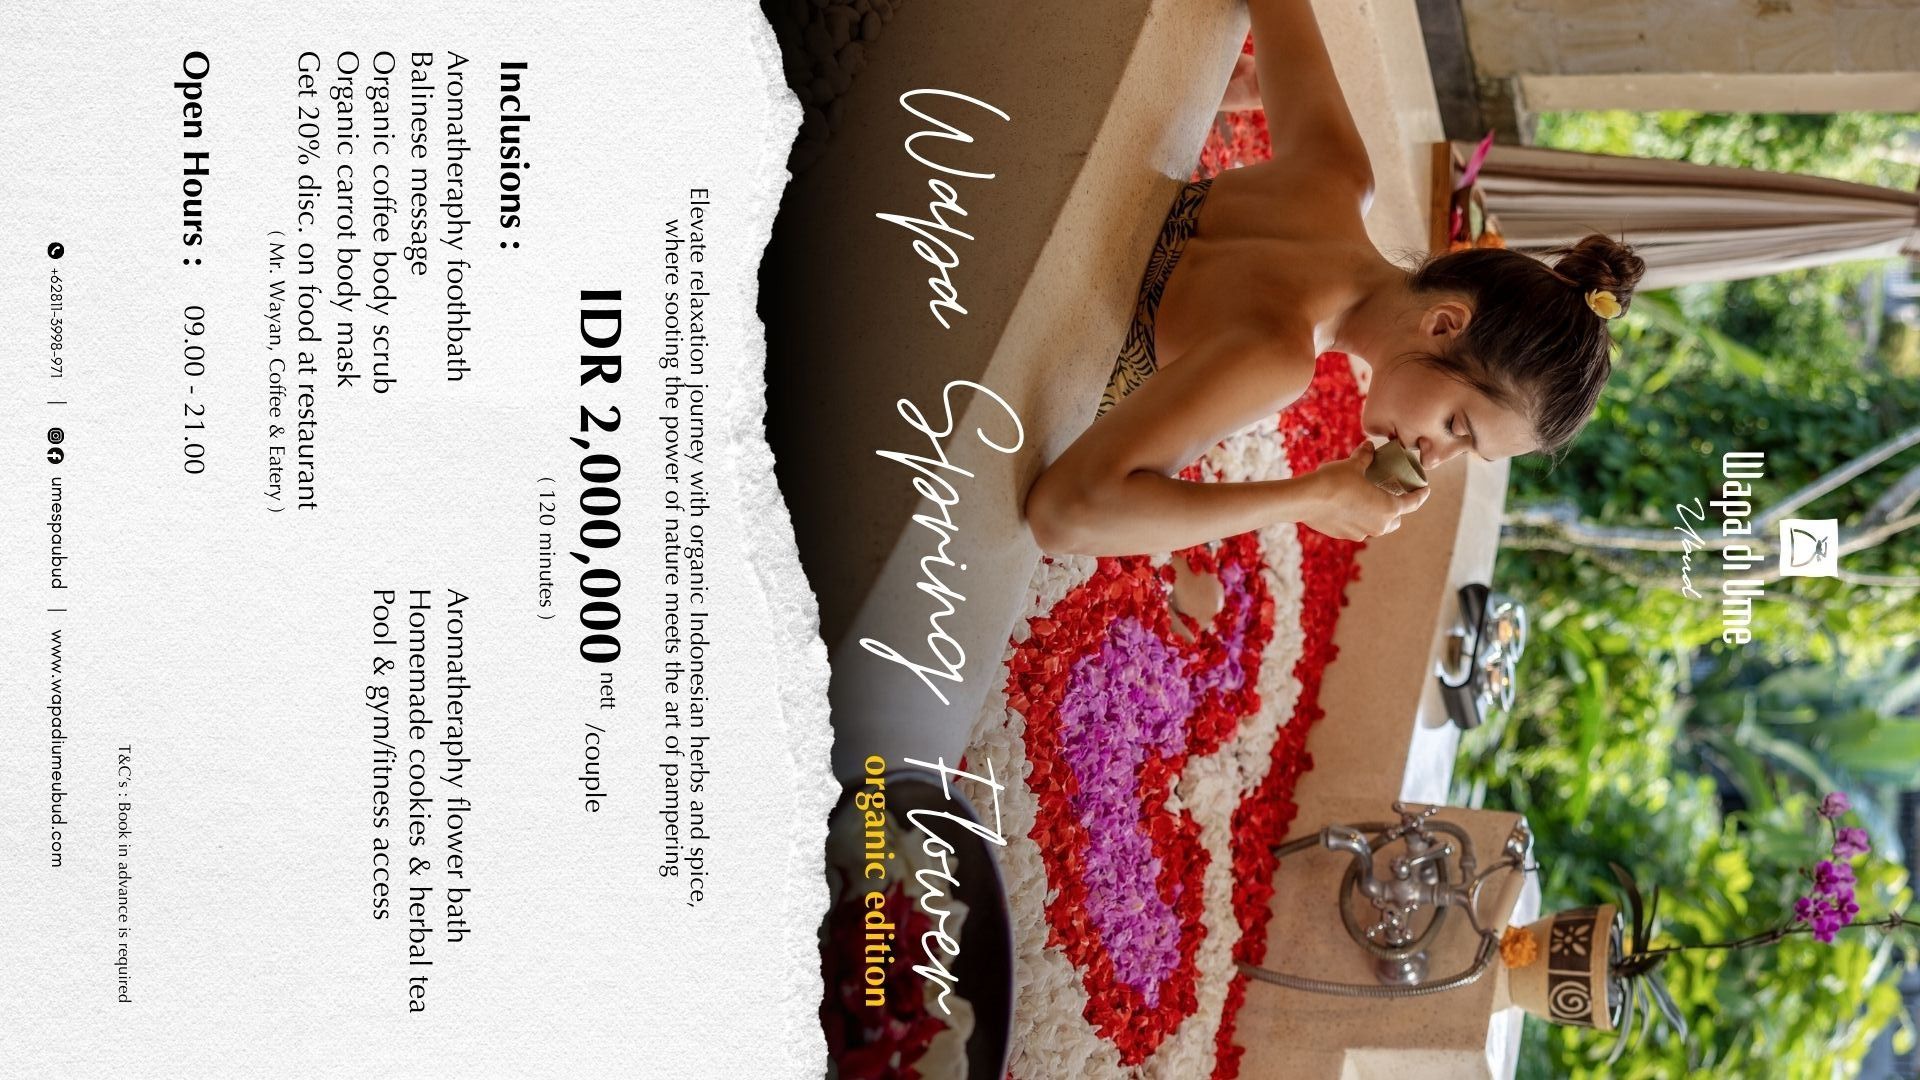 Wapa di Ume
Ubud
Wapa Spring Flower
organic edition
Elevate relaxation journey with organic Indonesian herbs and spice,
where sooting the power of nature meets the art of pampering
IDR 2,000,000 nett /couple
( 120 minutes )
Inclusions :
Aromatheraphy foothbath
Balinese message
Organic coffee body scrub
Organic carrot body mask
Get 20% disc. on food at restaurant
( Mr. Wayan, Coffee & Eatery )
Aromatheraphy flower bath
Homemade cookies & herbal tea
Pool & gym/fitness access
Open Hours : 09.00 - 21.00
T&C's : Book in advance is required
+62811-3998-971 | umespaubud | www.wapadiumeubud.com